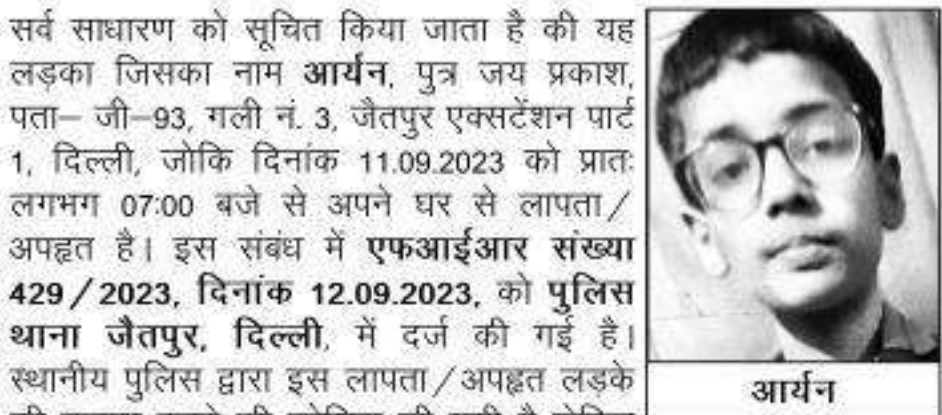 सर्व साधारण को सूचित किया जाता है की यह
लड़का जिसका नाम आर्यन, पुत्र जय प्रकाश,
पता– जी–93, गली नं. 3, जैतपुर एक्सटेंशन पार्ट
1, दिल्ली, जोकि दिनांक 11.09.2023 को प्रातः
लगभग 07:00 बजे से अपने घर से लापता/
अपहृत है। इस संबंध में एफआईआर संख्या
429/2023, दिनांक 12.09.2023, को पुलिस
थाना जैतपुर, दिल्ली, में दर्ज की गई है।
स्थानीय पुलिस द्वारा इस लापता/अपहृत लड़के
आर्यन